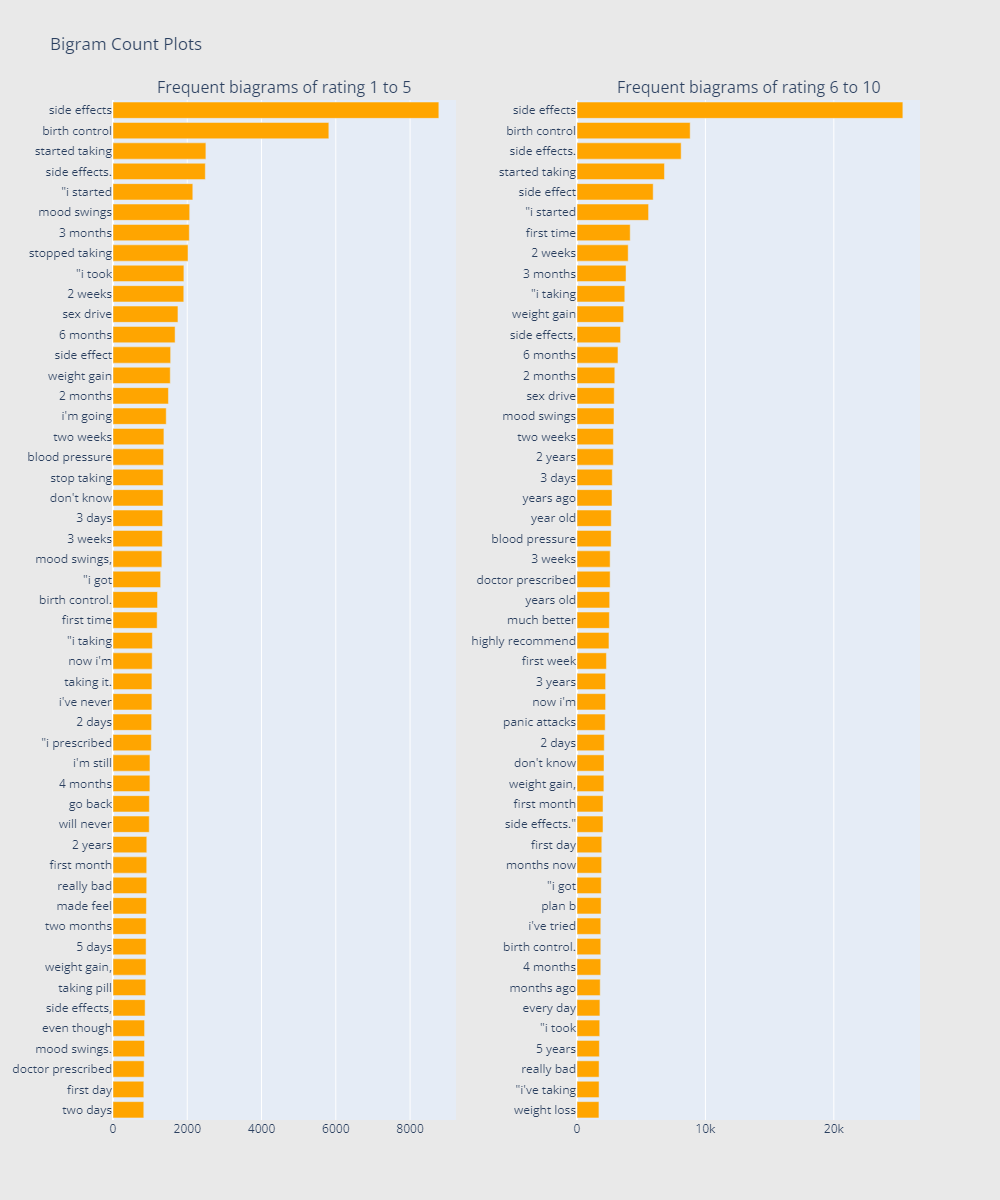 Bigram Count Plots
Frequent biagrams of rating 1 to 5
side effects
birth control
started taking
side effects.
"i started
mood swings
3 months
stopped taking
"i took
2 weeks
sex drive
6 months
side effect
weight gain
2 months
i'm going
two weeks
blood pressure
stop taking
don't know
3 days
3 weeks
mood swings,
"i got
birth control.
first time
"i taking
now i'm
taking it.
i've never
2 days
"i prescribed
i'm still
4 months
go back
will never
2 years
first month
really bad
made feel
two months
5 days
weight gain,
taking pill
side effects,
even though
mood swings.
doctor prescribed
first day
two days
0 2000 4000 6000 8000
Frequent biagrams of rating 6 to 10
side effects
birth control
side effects.
started taking
side effect
"i started
first time
2 weeks
3 months
"i taking
weight gain
side effects,
6 months
2 months
sex drive
mood swings
two weeks
2 years
3 days
years ago
year old
blood pressure
3 weeks
doctor prescribed
years old
much better
highly recommend
first week
3 years
now i'm
panic attacks
2 days
don't know
weight gain,
first month
side effects."
first day
months now
"i got
plan b
i've tried
birth control.
4 months
months ago
every day
"i took
5 years
really bad
"i've taking
weight loss
0 10k 20k